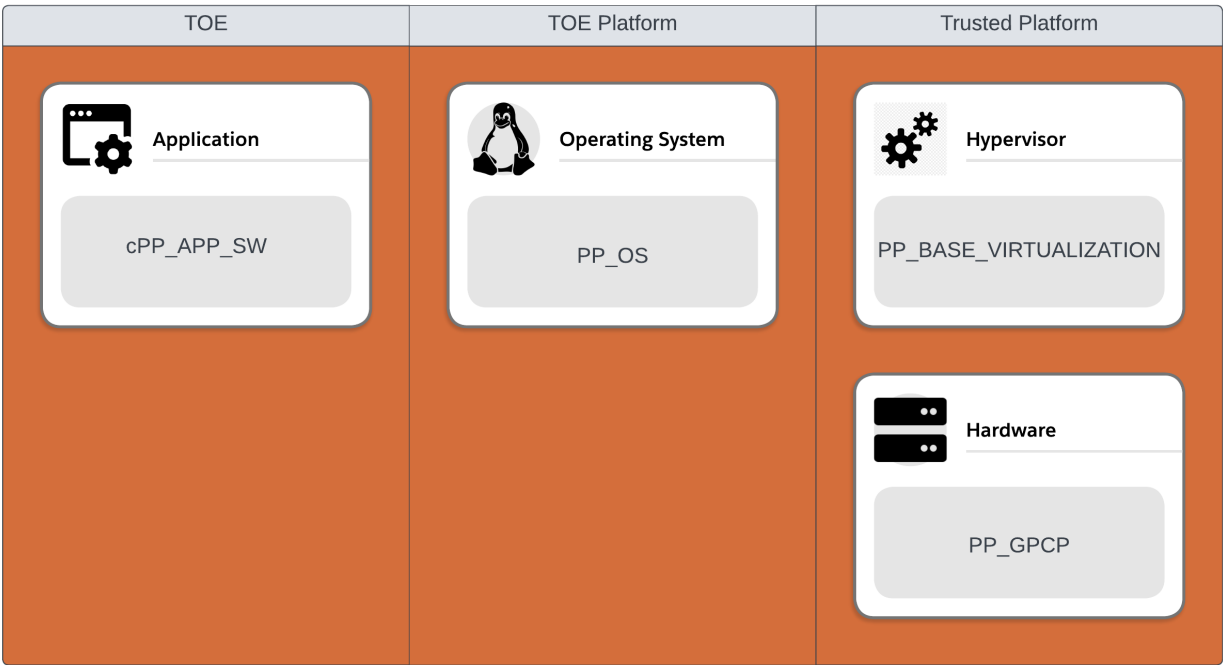 TOE
TOE Platform
Trusted Platform
Application
cPP_APP_SW
Operating System
PP_OS
Hypervisor
PP_BASE_VIRTUALIZATION
Hardware
PP_GPCP